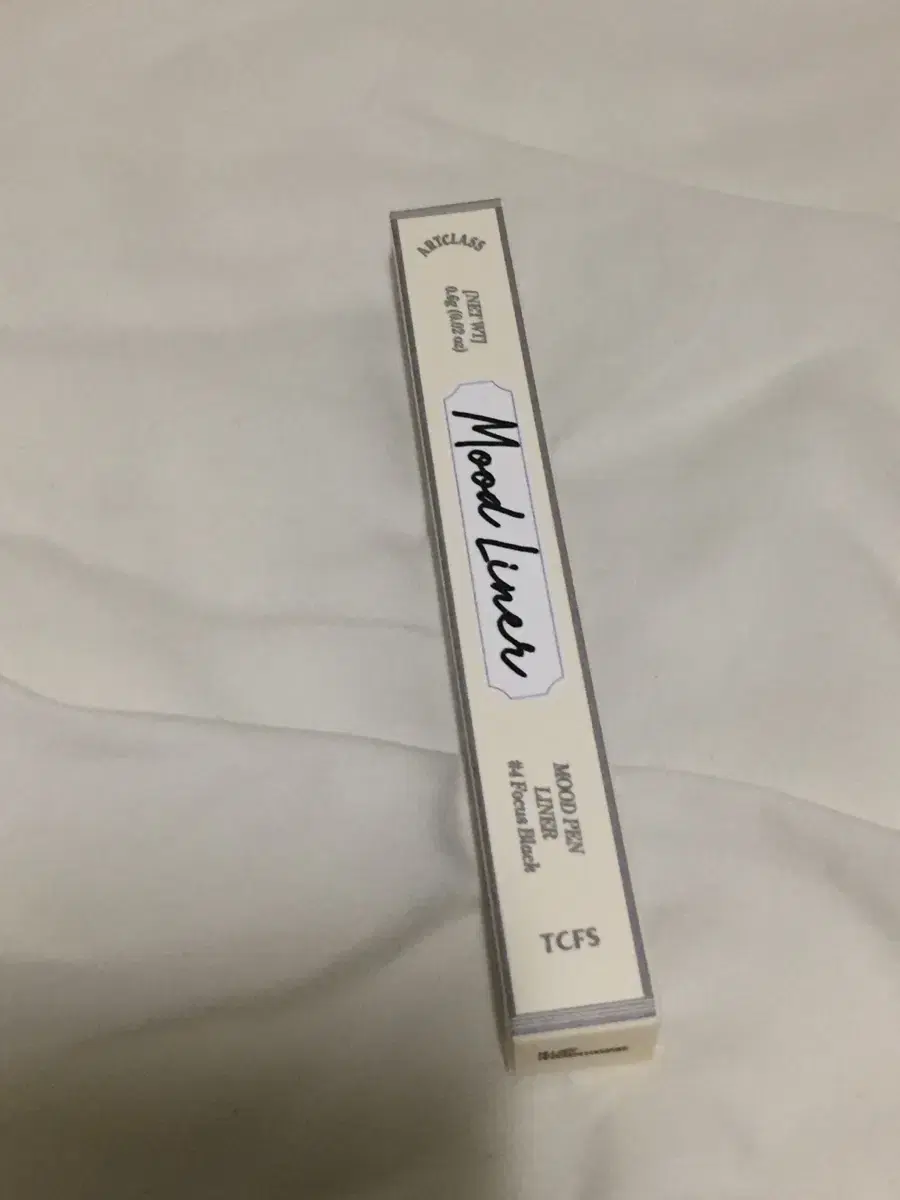 ARTCLASS
[NET WT]
0.6g (0.02 oz)
Mood Liner
MOOD PEN
LINER
#4 Focus Black
TCFS